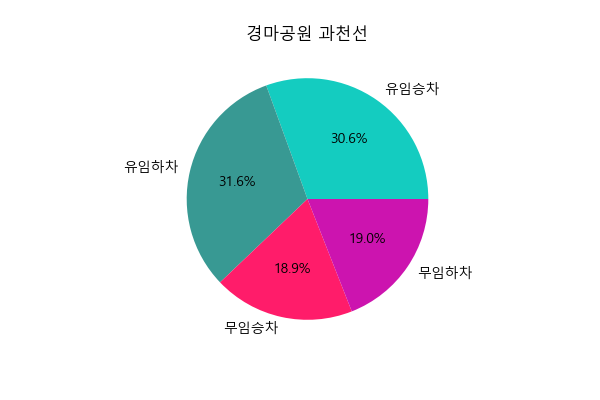 경마공원 과천선
유임승차
30.6%
유임하차
31.6%
18.9%
무임승차
19.0%
무임하차